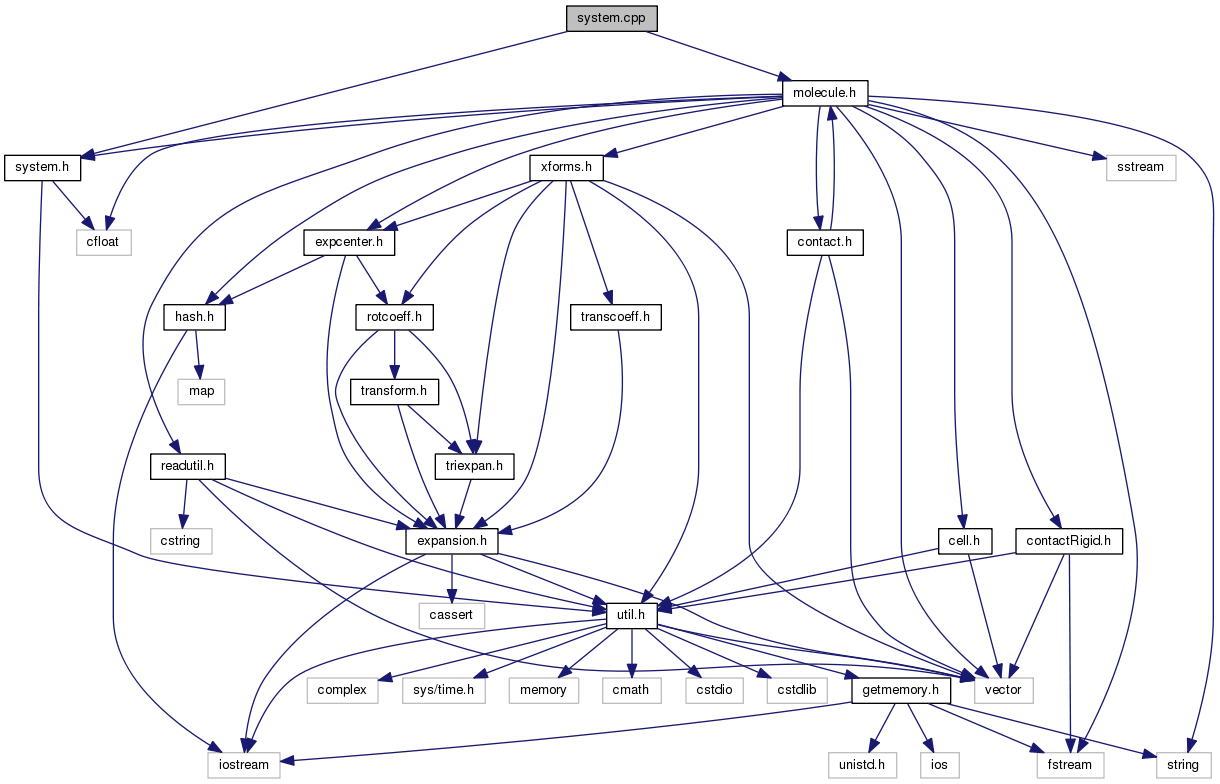 system.cpp
molecule.h
system.h
xforms.h
sstream
cfloat
expcenter.h
contact.h
hash.h
rotcoeff.h
transcoeff.h
map
transform.h
readutil.h
triexpan.h
cstring
expansion.h
cell.h
contactRigid.h
cassert
util.h
complex
sys/time.h
memory
cmath
cstdio
cstdlib
getmemory.h
vector
iostream
unistd.h
ios
fstream
string